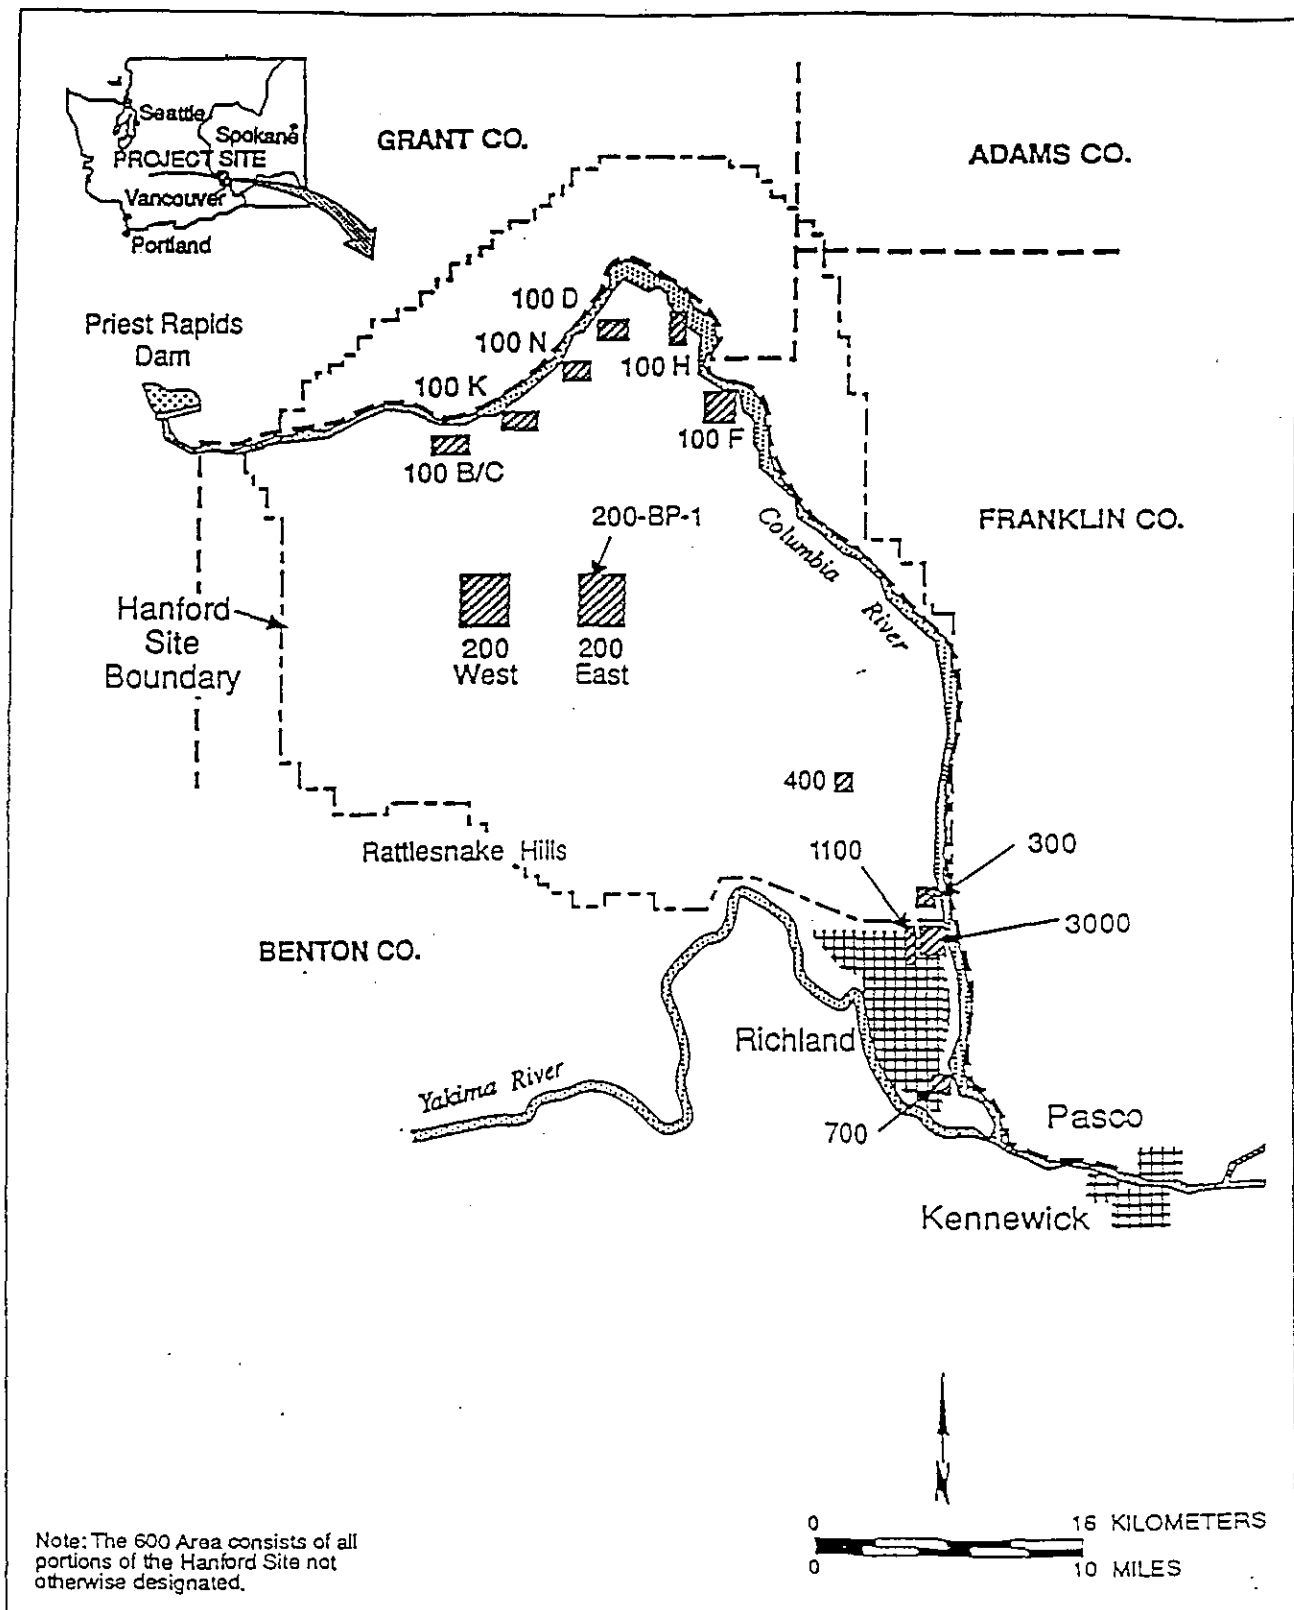 Seattle
Spokane
PROJECT SITE
Vancouver
Portland
GRANT CO.
ADAMS CO.
Priest Rapids
Dam
100 D
100 N
100 K
100 H
100 F
100 B/C
200-BP-1
FRANKLIN CO.
Columbia
River
Hanford
Site
Boundary
200
West
200
East
400
Rattlesnake Hills
1100
300
3000
BENTON CO.
Richland
Yakima River
700
Pasco
Kennewick
N
0 16 KILOMETERS
0 10 MILES
Note: The 600 Area consists of all
portions of the Hanford Site not
otherwise designated.